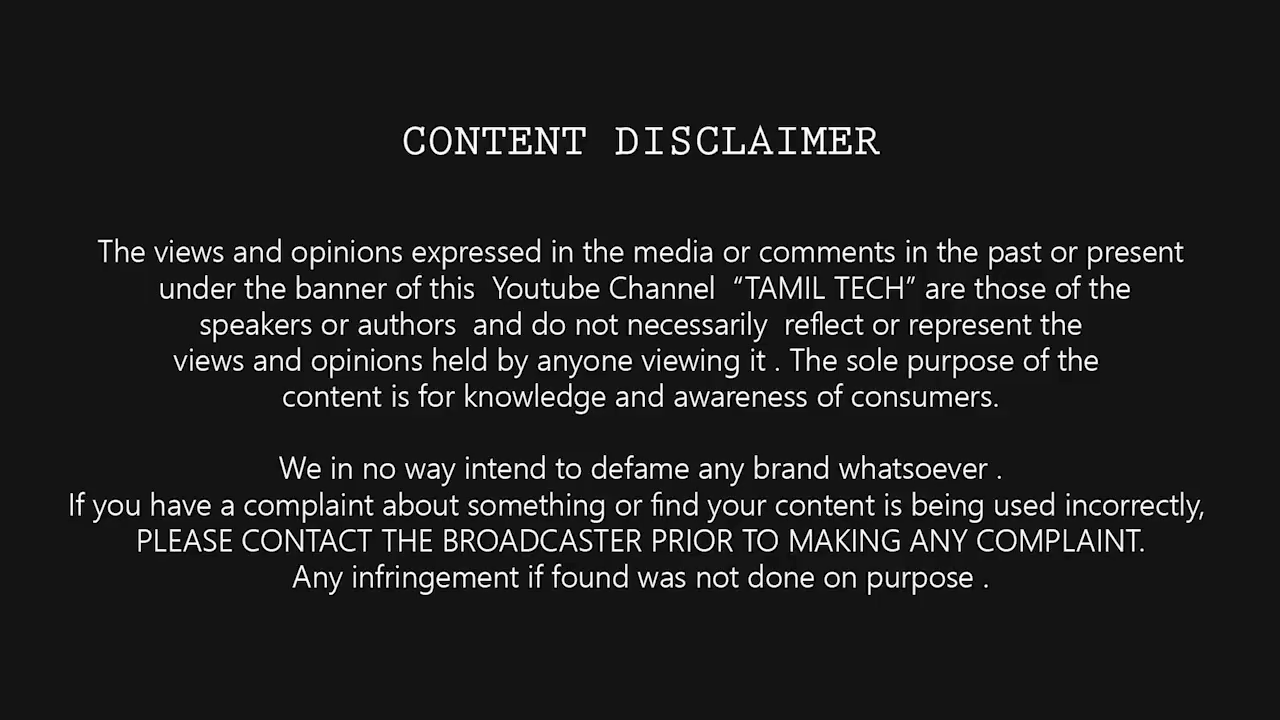 CONTENT DISCLAIMER
The views and opinions expressed in the media or comments in the past or present
under the banner of this  Youtube Channel  “TAMIL TECH” are those of the
speakers or authors  and do not necessarily  reflect or represent the
views and opinions held by anyone viewing it . The sole purpose of the
content is for knowledge and awareness of consumers.
We in no way intend to defame any brand whatsoever .
If you have a complaint about something or find your content is being used incorrectly,
PLEASE CONTACT THE BROADCASTER PRIOR TO MAKING ANY COMPLAINT.
Any infringement if found was not done on purpose .